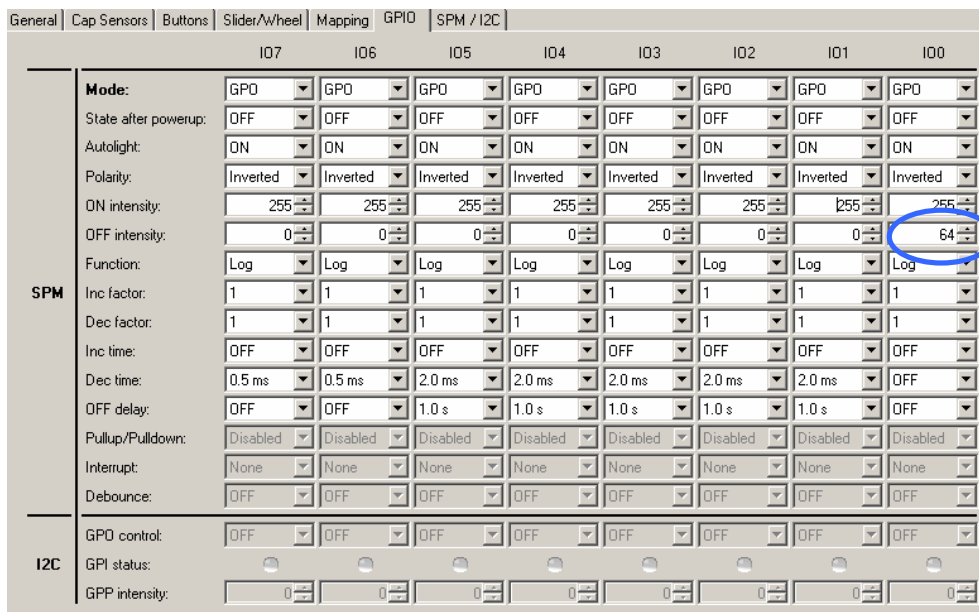 General Cap Sensors Buttons Slider/Wheel Mapping GPIO SPM / I2C
IO7 IO6 IO5 IO4 IO3 IO2 IO1 IO0
Mode: GPO GPO GPO GPO GPO GPO GPO GPO
State after powerup: OFF OFF OFF OFF OFF OFF OFF OFF
Autolight: ON ON ON ON ON ON ON ON
Polarity: Inverted Inverted Inverted Inverted Inverted Inverted Inverted Inverted
ON intensity: 255 255 255 255 255 255 255 255
OFF intensity: 0 0 0 0 0 0 0 64
Function: Log Log Log Log Log Log Log Log
SPM Inc factor: 1 1 1 1 1 1 1 1
Dec factor: 1 1 1 1 1 1 1 1
Inc time: OFF OFF OFF OFF OFF OFF OFF OFF
Dec time: 0.5 ms 0.5 ms 2.0 ms 2.0 ms 2.0 ms 2.0 ms 2.0 ms OFF
OFF delay: OFF OFF 1.0 s 1.0 s 1.0 s 1.0 s 1.0 s OFF
Pullup/Pulldown: Disabled Disabled Disabled Disabled Disabled Disabled Disabled Disabled
Interrupt: None None None None None None None None
Debounce: OFF OFF OFF OFF OFF OFF OFF OFF
GPO control: OFF OFF OFF OFF OFF OFF OFF OFF
I2C GPI status:
GPP intensity: 0 0 0 0 0 0 0 0